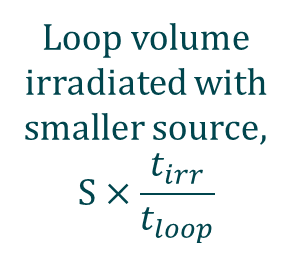 Loop volume
irradiated with
smaller source,
S × t_irr / t_loop